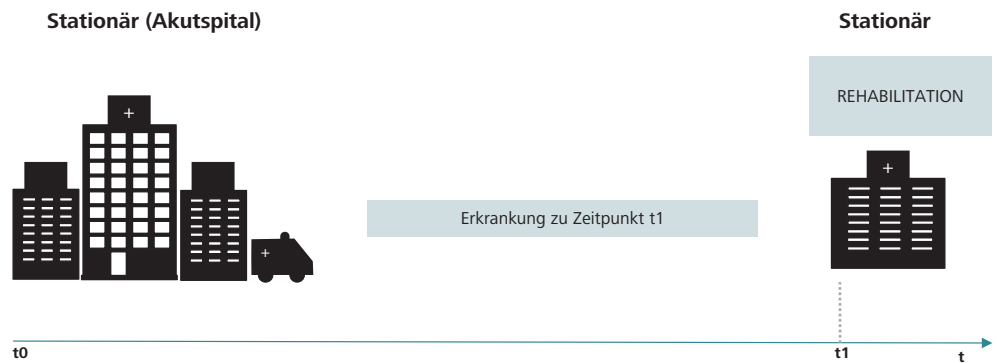 Stationär (Akutspital)
Stationär
REHABILITATION
Erkrankung zu Zeitpunkt t1
t0
t1
t